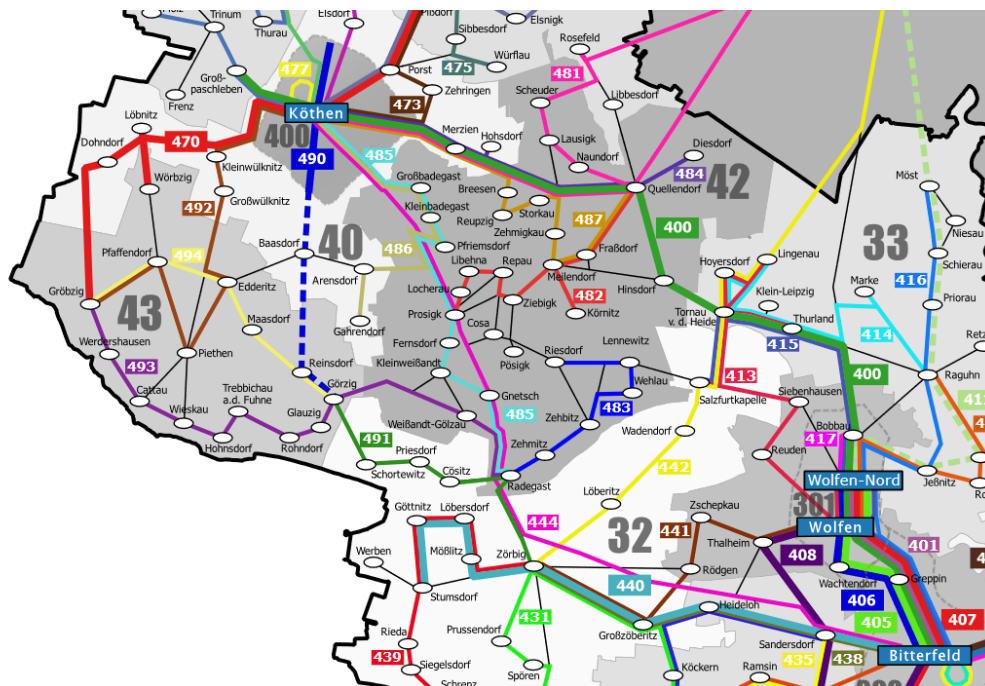 Trinum
Thurau
Elsdorf
Sibbesdorf
Elsnigk
Rosefeld
Würflau
475
481
Groß-
paschleben
477
Porst
Frenz
Zehringen
473
Scheuder
Libbesdorf
Löbnitz
Köthen
400
Dohndorf
470
Merzien
Hohsdorf
Lausigk
Diesdorf
Kleinwülknitz
490
485
Naundorf
484
Großbadegast
Breesen
Quellendorf
42
Most
Wörbzig
492
Großwülknitz
Kleinbadegast
Reupzig
Storkau
487
Niesau
Zehmigkau
400
33
Pfaffendorf
494
Baasdorf
40
486
Pfriemsdorf
Fraßdorf
Libehna
Repau
Meilendorf
Hoyersdorf
Lingenau
Schierau
416
Edderitz
Arensdorf
Locherau
Hinsdorf
Marke
Gröbzig
43
Ziebigk
482
Klein-Leipzig
Priorau
Prosigk
Körnitz
Tornau
v. d. Heide
Thurland
Maasdorf
Gahrendorf
Cosa
414
Werdershausen
415
Fernsdorf
Lennewitz
Piethen
Riesdorf
493
Reinsdorf
Kleinweißandt
Pösigk
400
Raguhn
Wehlau
413
Cattau
Görzig
Trebbichau
a.d. Fuhne
Gnetsch
Salzfurtkapelle
Siebenhausen
483
Wieskau
Glauzig
485
Zehbitz
Bobbau
Weißandt-Gölzau
Wadendorf
417
Hohnsdorf
Rohndorf
491
Zehmitz
Reuden
Priesdorf
442
Schortewitz
Cösitz
Radegast
Jeßnitz
Wolfen-Nord
Löberitz
301
Göttnitz
Löbersdorf
444
32
Zschepkau
Wolfen
441
Thalheim
401
408
Mößlitz
Zörbig
Werben
Rödgen
Wachtendorf
Greppin
440
406
Stumsdorf
Heideloh
405
431
407
Rieda
Prussendorf
Großzöberitz
Sandersdorf
439
435
438
Bitterfeld
Siegelsdorf
Spören
Köckern
Ramsin
Schrenz